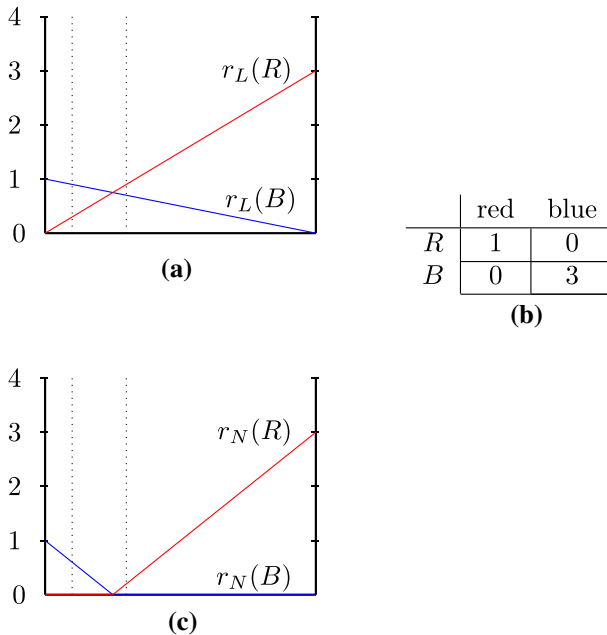 4
3
2
1
0
r_L(R)
r_L(B)
(a)
red blue
R 1 0
B 0 3
(b)
4
3
2
1
0
r_N(R)
r_N(B)
(c)